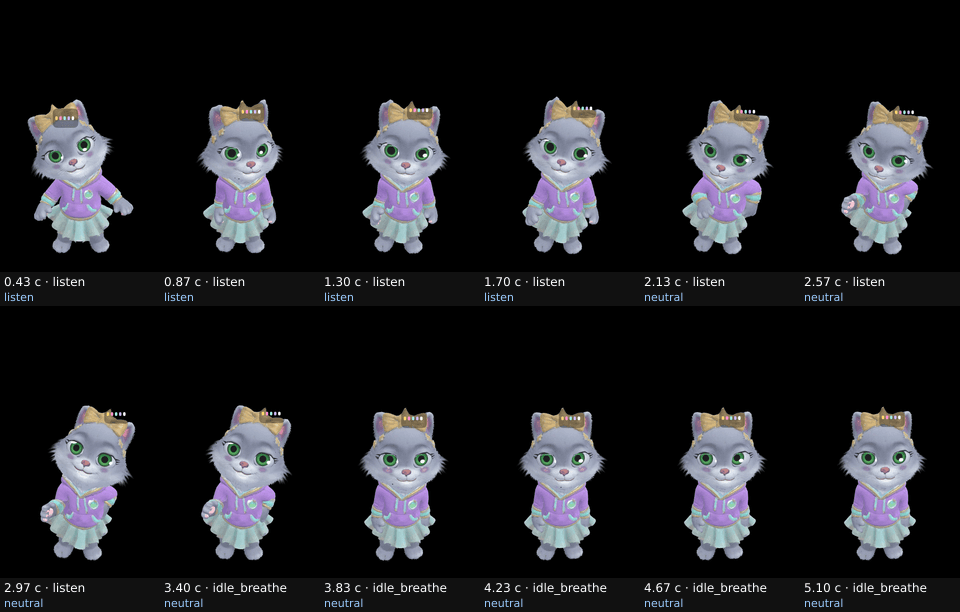 0.43 c · listen
listen
0.87 c · listen
listen
1.30 c · listen
listen
1.70 c · listen
listen
2.13 c · listen
neutral
2.57 c · listen
neutral
2.97 c · listen
neutral
3.40 c · idle_breathe
neutral
3.83 c · idle_breathe
neutral
4.23 c · idle_breathe
neutral
4.67 c · idle_breathe
neutral
5.10 c · idle_breathe
neutral